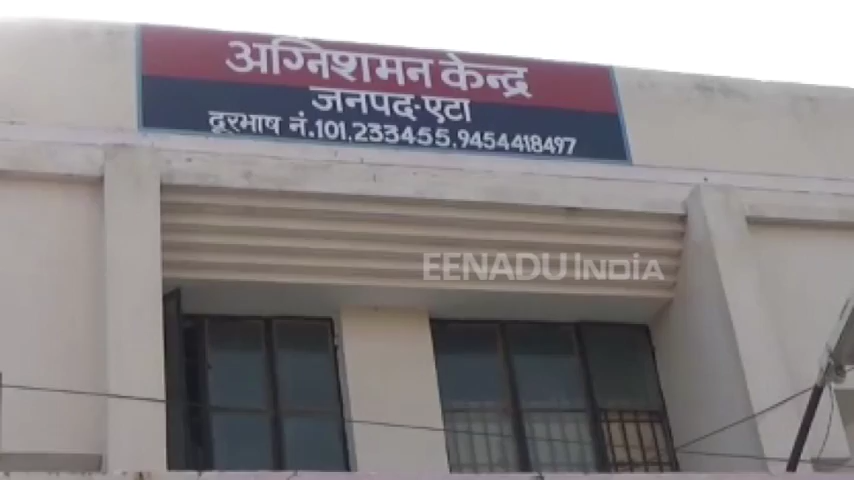 अग्निशमन केन्द्र
जनपद-एटा
दूरभाष नं.101,233455,9454418497
EENADU INDIA